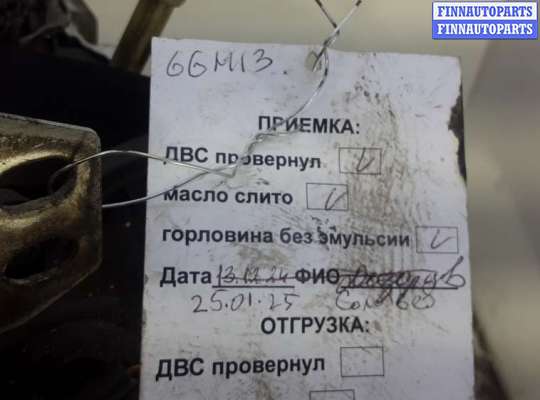 FINNAUTOPARTS
FINNAUTOPARTS
66М13
ПРИЕМКА:
ДВС провернул V
масло слито V
горловина без эмульсии V
Дата 13.12.24 ФИО
25.01.25
ОТГРУЗКА:
ДВС провернул